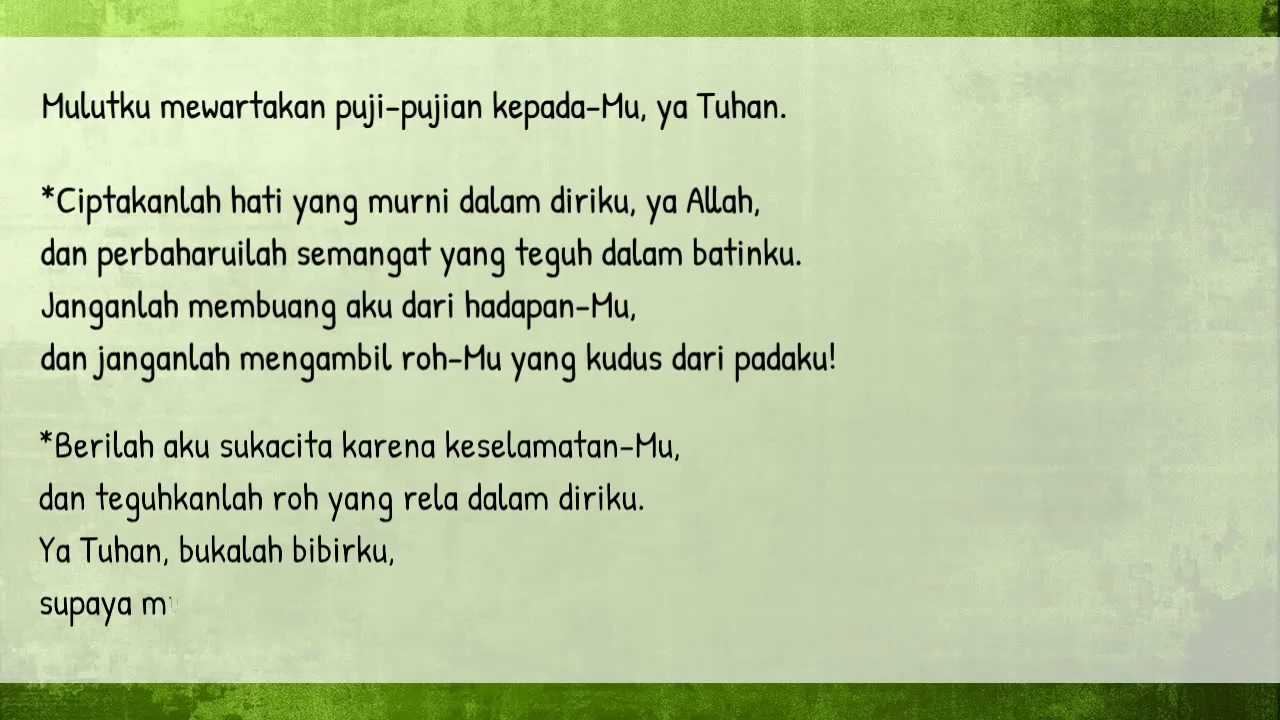 Mulutku mewartakan puji-pujian kepada-Mu, ya Tuhan.
*Ciptakanlah hati yang murni dalam diriku, ya Allah,
dan perbaharuilah semangat yang teguh dalam batinku.
Janganlah membuang aku dari hadapan-Mu,
dan janganlah mengambil roh-Mu yang kudus dari padaku!
*Berilah aku sukacita karena keselamatan-Mu,
dan teguhkanlah roh yang rela dalam diriku.
Ya Tuhan, bukalah bibirku,
supaya